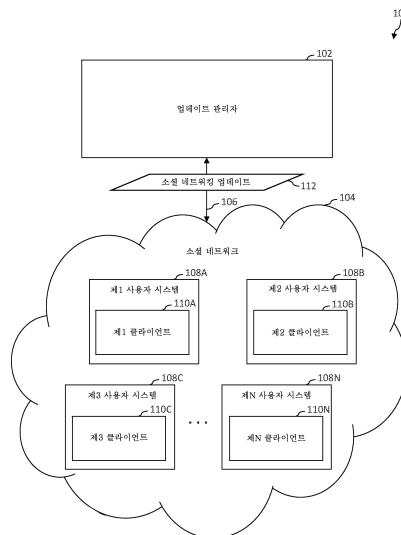 10
102
업데이트 관리자
소셜 네트워킹 업데이트
112
106
104
소셜 네트워크
108A
제1 사용자 시스템
110A
제1 클라이언트
108B
제2 사용자 시스템
110B
제2 클라이언트
108C
제3 사용자 시스템
110C
제3 클라이언트
...
108N
제N 사용자 시스템
110N
제N 클라이언트